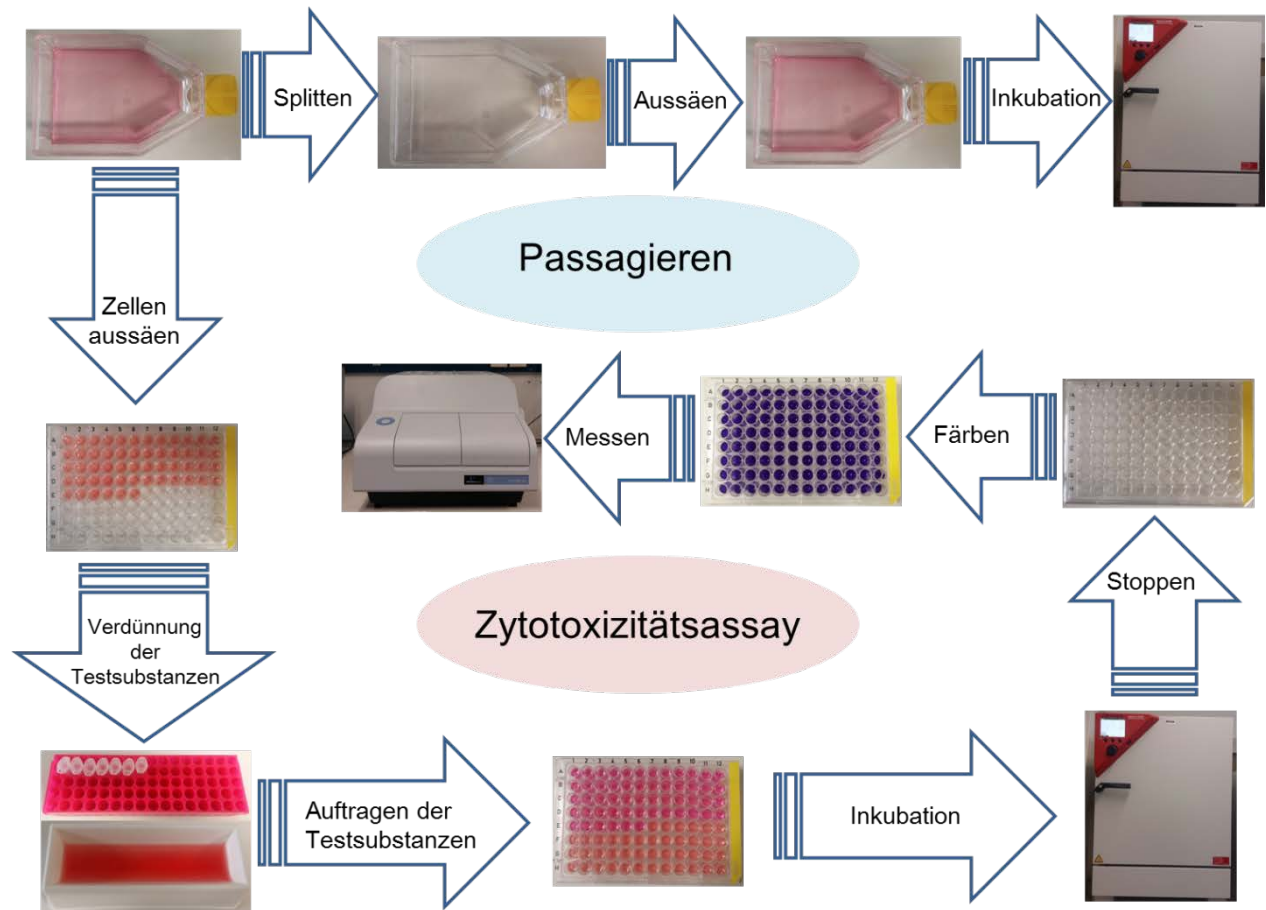 Splitten
Aussäen
Inkubation
Passagieren
Zellen
aussäen
Messen
Färben
Stoppen
Zytotoxizitätsassay
Verdünnung
der
Testsubstanzen
Auftragen der
Testsubstanzen
Inkubation